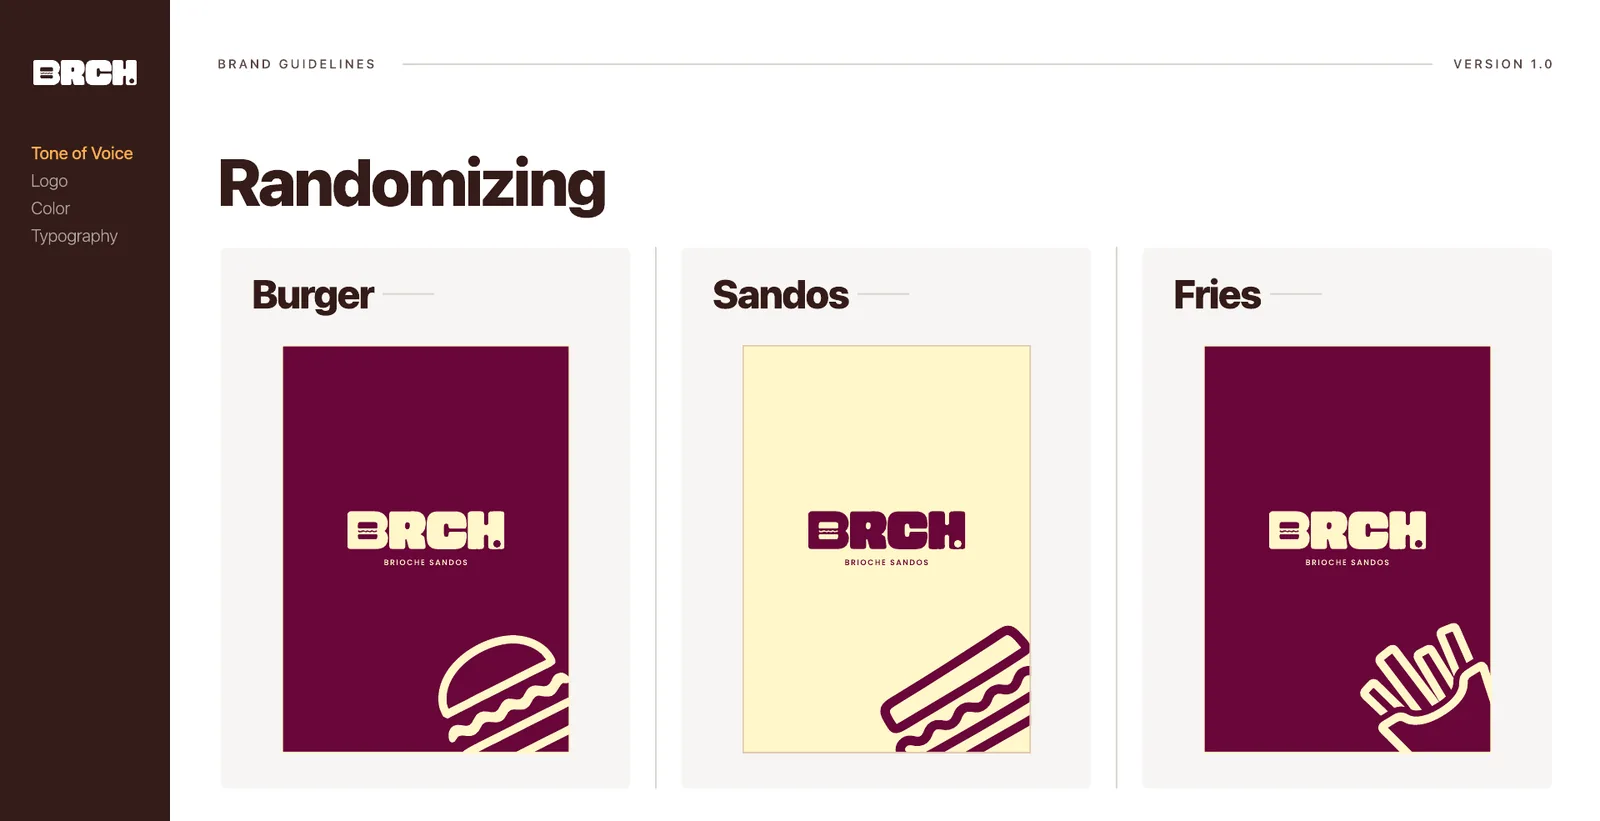 BRCH.
Tone of Voice
Logo
Color
Typography
BRAND GUIDELINES
VERSION 1.0
Randomizing
Burger
BRCH.
BRIOCHE SANDOS
Sandos
BRCH.
BRIOCHE SANDOS
Fries
BRCH.
BRIOCHE SANDOS